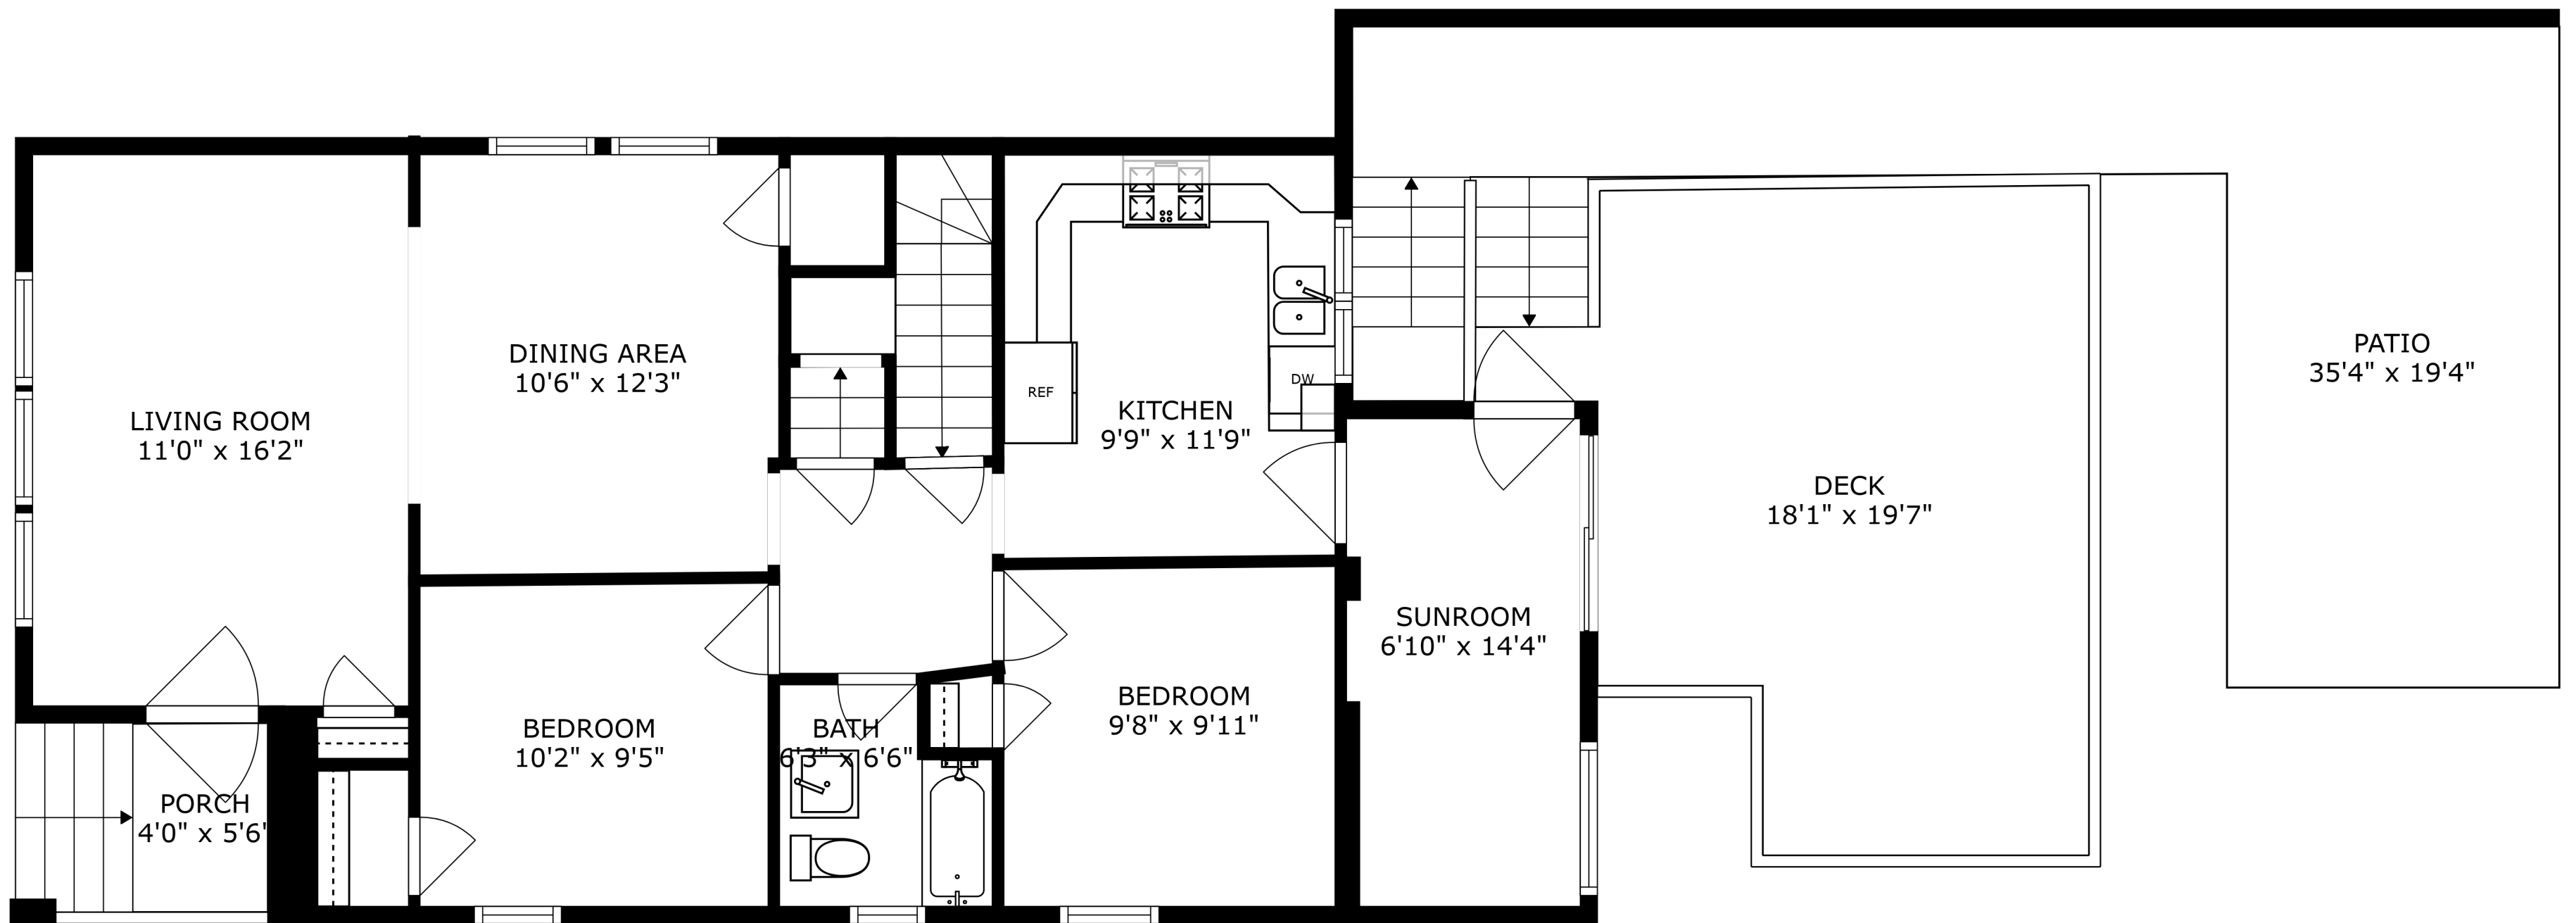 LIVING ROOM
11'0" x 16'2"
DINING AREA
10'6" x 12'3"
REF
KITCHEN
9'9" x 11'9"
DW
PATIO
35'4" x 19'4"
DECK
18'1" x 19'7"
SUNROOM
6'10" x 14'4"
BEDROOM
10'2" x 9'5"
BATH
6'3" x 6'6"
BEDROOM
9'8" x 9'11"
PORCH
4'0" x 5'6"